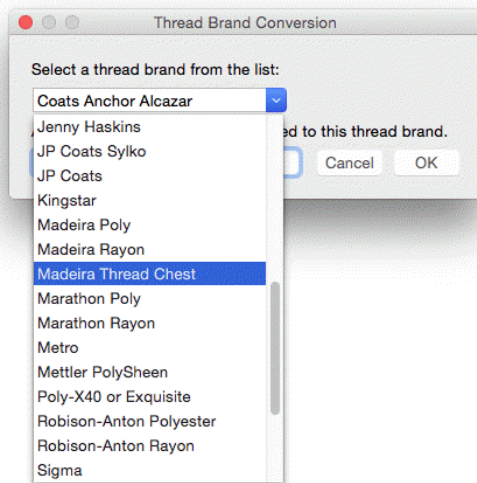 Thread Brand Conversion
Select a thread brand from the list:
Coats Anchor Alcazar
Jenny Haskins
ed to this thread brand.
JP Coats Sylko
JP Coats
Cancel
OK
Kingstar
Madeira Poly
Madeira Rayon
Madeira Thread Chest
Marathon Poly
Marathon Rayon
Metro
Mettler PolySheen
Poly-X40 or Exquisite
Robison-Anton Polyester
Robison-Anton Rayon
Sigma